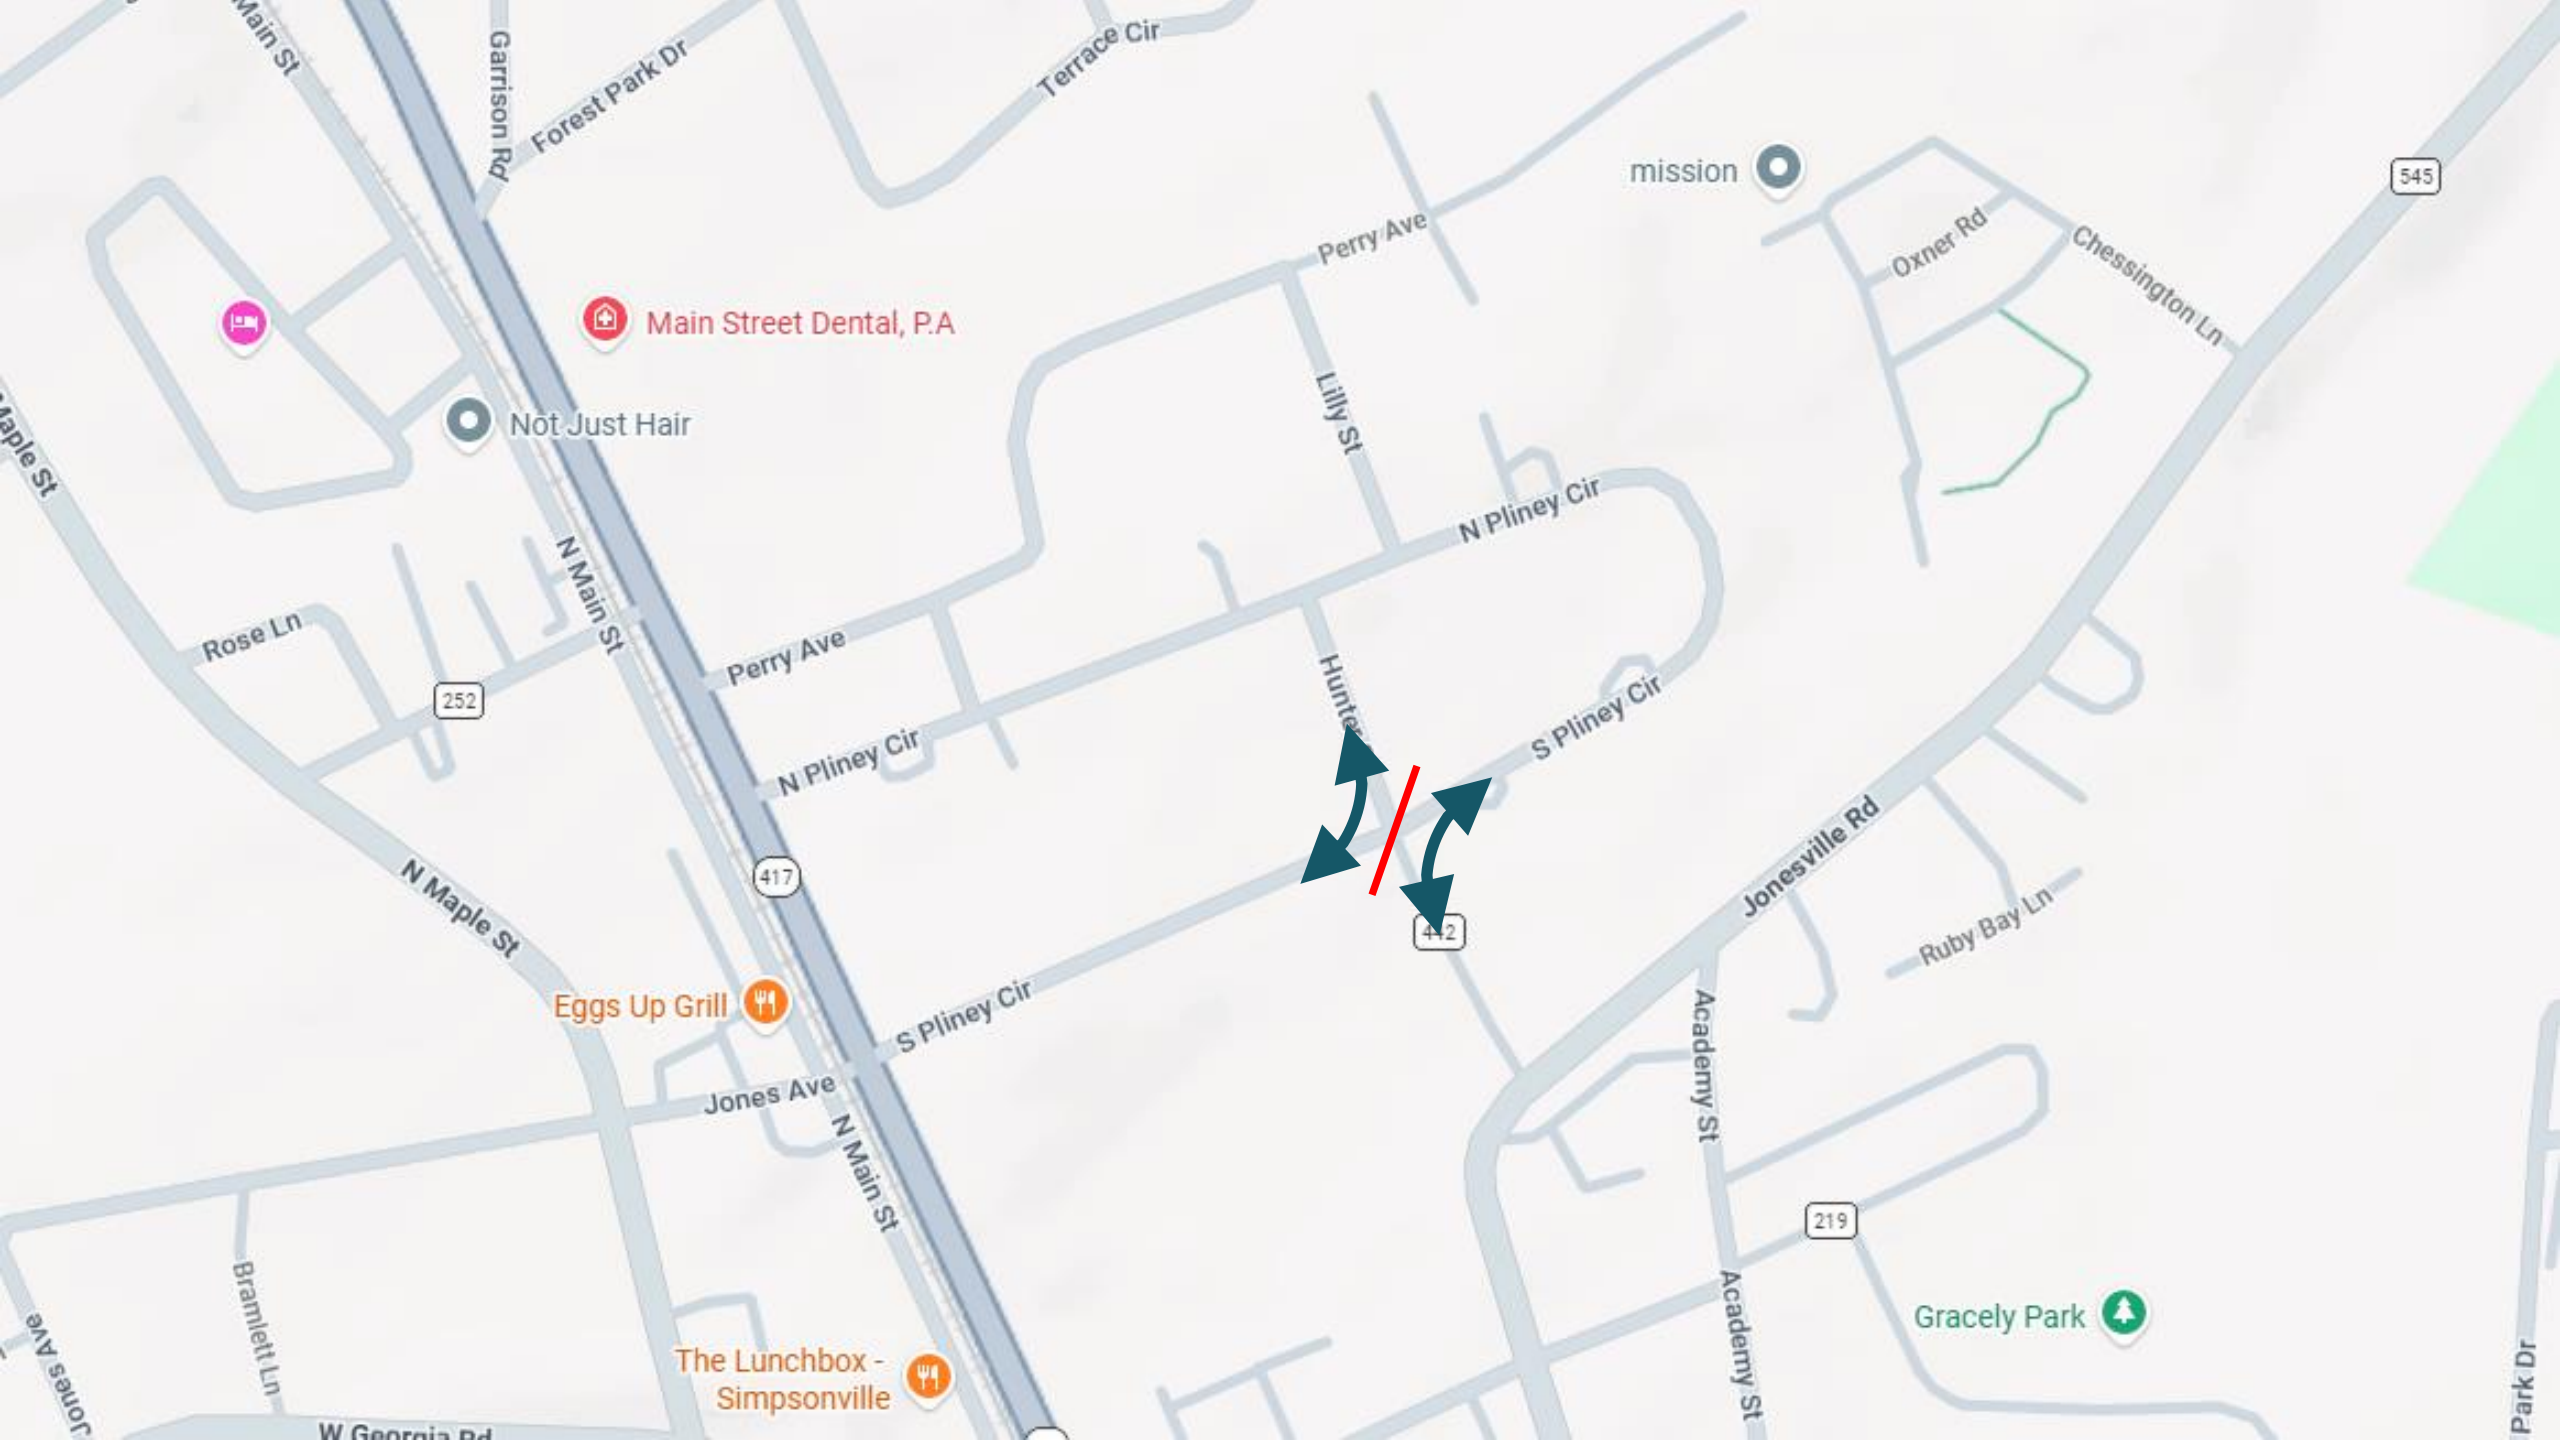 Main St
Garrison Rd
Forest Park Dr
Terrace Cir
545
mission
Perry Ave
Oxner Rd
Chessington Ln
Main Street Dental, P.A
Not Just Hair
Lilly St
Maple St
N Pliney Cir
N Main St
Rose Ln
252
Perry Ave
Hunter
S Pliney Cir
N Pliney Cir
417
Jonesville Rd
N Maple St
442
Ruby Bay Ln
Eggs Up Grill
S Pliney Cir
Academy St
Jones Ave
N Main St
219
Bramlett Ln
Jones Ave
Academy St
Gracely Park
The Lunchbox -
Simpsonville
Park Dr
W Georgia Rd